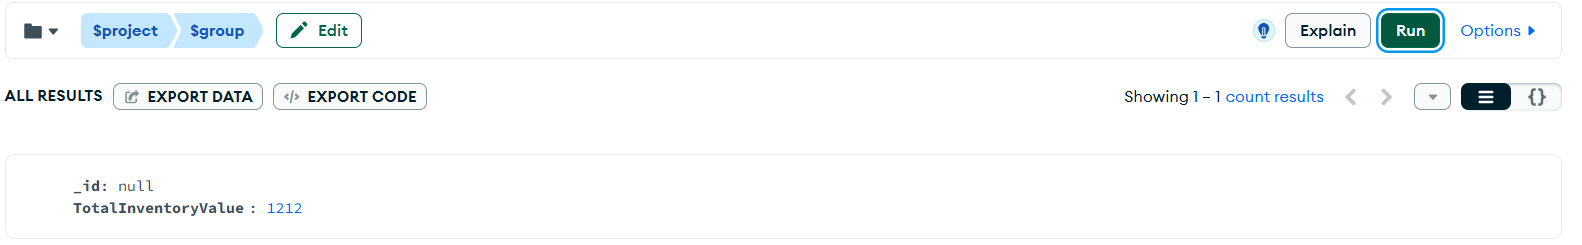 $project $group Edit Explain Run Options
ALL RESULTS EXPORT DATA </> EXPORT CODE Showing 1 – 1 count results {}
_id: null
TotalInventoryValue : 1212